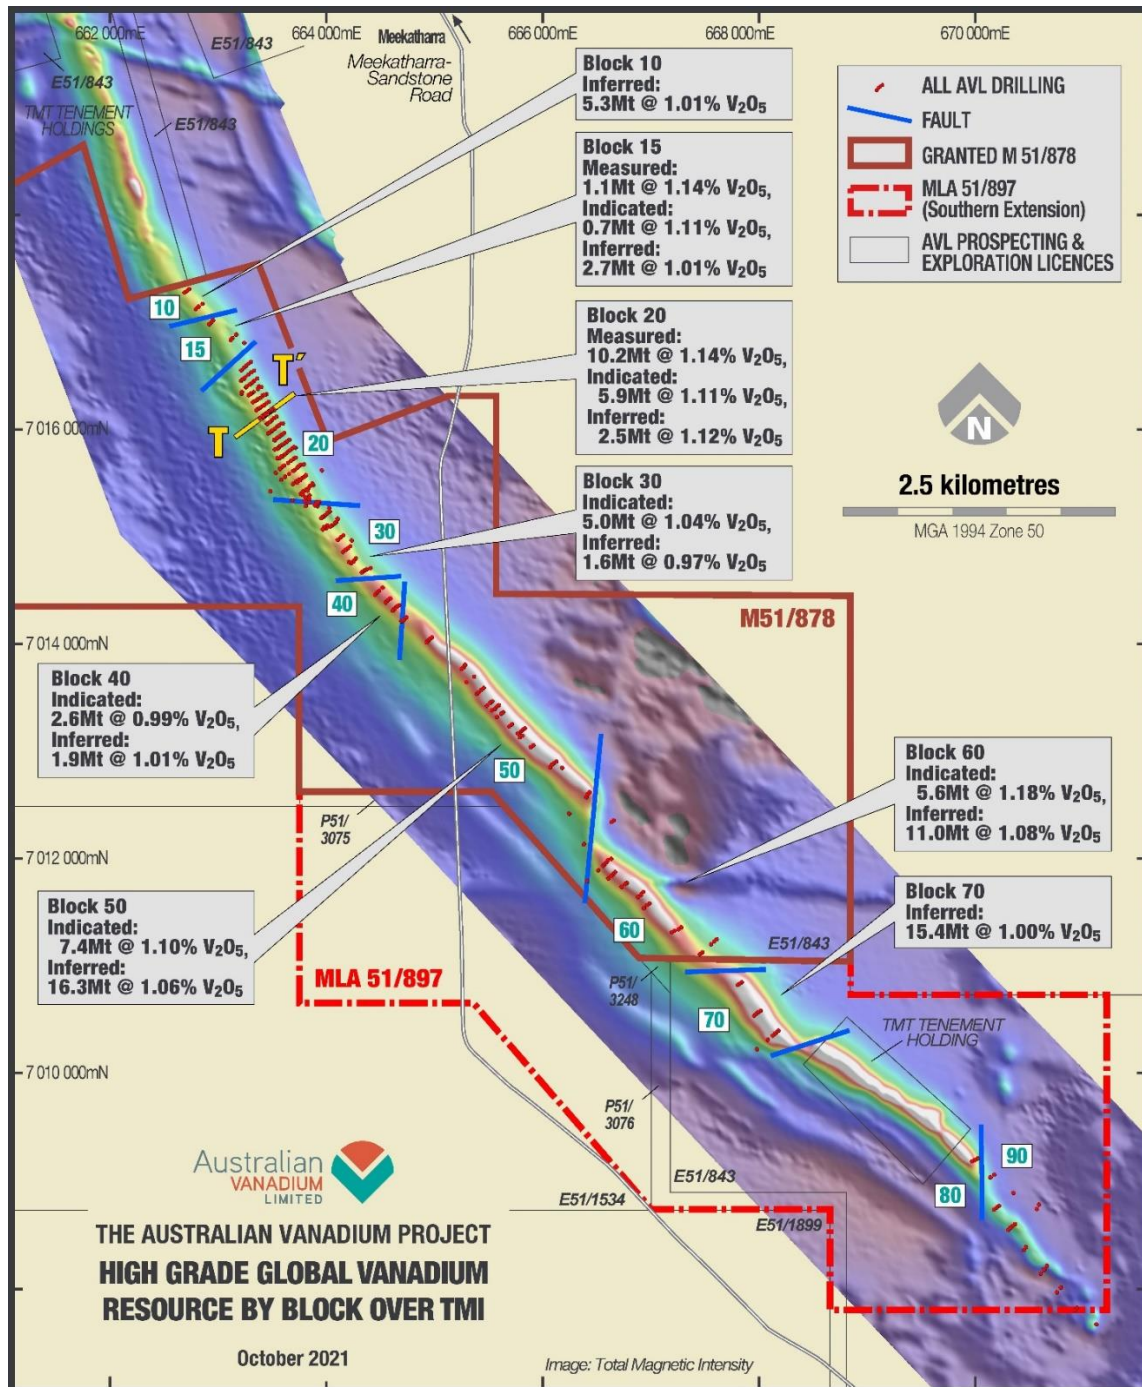 662 000mE
664 000mE
666 000mE
668 000mE
670 000mE
E51/843
E51/843
TMT TENEMENT
HOLDINGS
E51/843
Meekatharra
Meekatharra-
Sandstone
Road
Block 10
Inferred:
5.3Mt @ 1.01% V₂O₅
Block 15
Measured:
1.1Mt @ 1.14% V₂O₅,
Indicated:
0.7Mt @ 1.11% V₂O₅,
Inferred:
2.7Mt @ 1.01% V₂O₅
Block 20
Measured:
10.2Mt @ 1.14% V₂O₅,
Indicated:
5.9Mt @ 1.11% V₂O₅,
Inferred:
2.5Mt @ 1.12% V₂O₅
Block 30
Indicated:
5.0Mt @ 1.04% V₂O₅,
Inferred:
1.6Mt @ 0.97% V₂O₅
ALL AVL DRILLING
FAULT
GRANTED M 51/878
MLA 51/897
(Southern Extension)
AVL PROSPECTING &
EXPLORATION LICENCES
N
2.5 kilometres
MGA 1994 Zone 50
10
15
T´
T
20
30
40
7 016 000mN
7 014 000mN
M51/878
Block 40
Indicated:
2.6Mt @ 0.99% V₂O₅,
Inferred:
1.9Mt @ 1.01% V₂O₅
50
P51/
3075
7 012 000mN
Block 60
Indicated:
5.6Mt @ 1.18% V₂O₅,
Inferred:
11.0Mt @ 1.08% V₂O₅
Block 50
Indicated:
7.4Mt @ 1.10% V₂O₅,
Inferred:
16.3Mt @ 1.06% V₂O₅
Block 70
Inferred:
15.4Mt @ 1.00% V₂O₅
60
E51/843
MLA 51/897
P51/
3248
70
TMT TENEMENT
HOLDING
7 010 000mN
P51/
3076
90
80
E51/843
E51/1534
E51/1899
Australian
VANADIUM
LIMITED
THE AUSTRALIAN VANADIUM PROJECT
HIGH GRADE GLOBAL VANADIUM
RESOURCE BY BLOCK OVER TMI
October 2021
Image: Total Magnetic Intensity